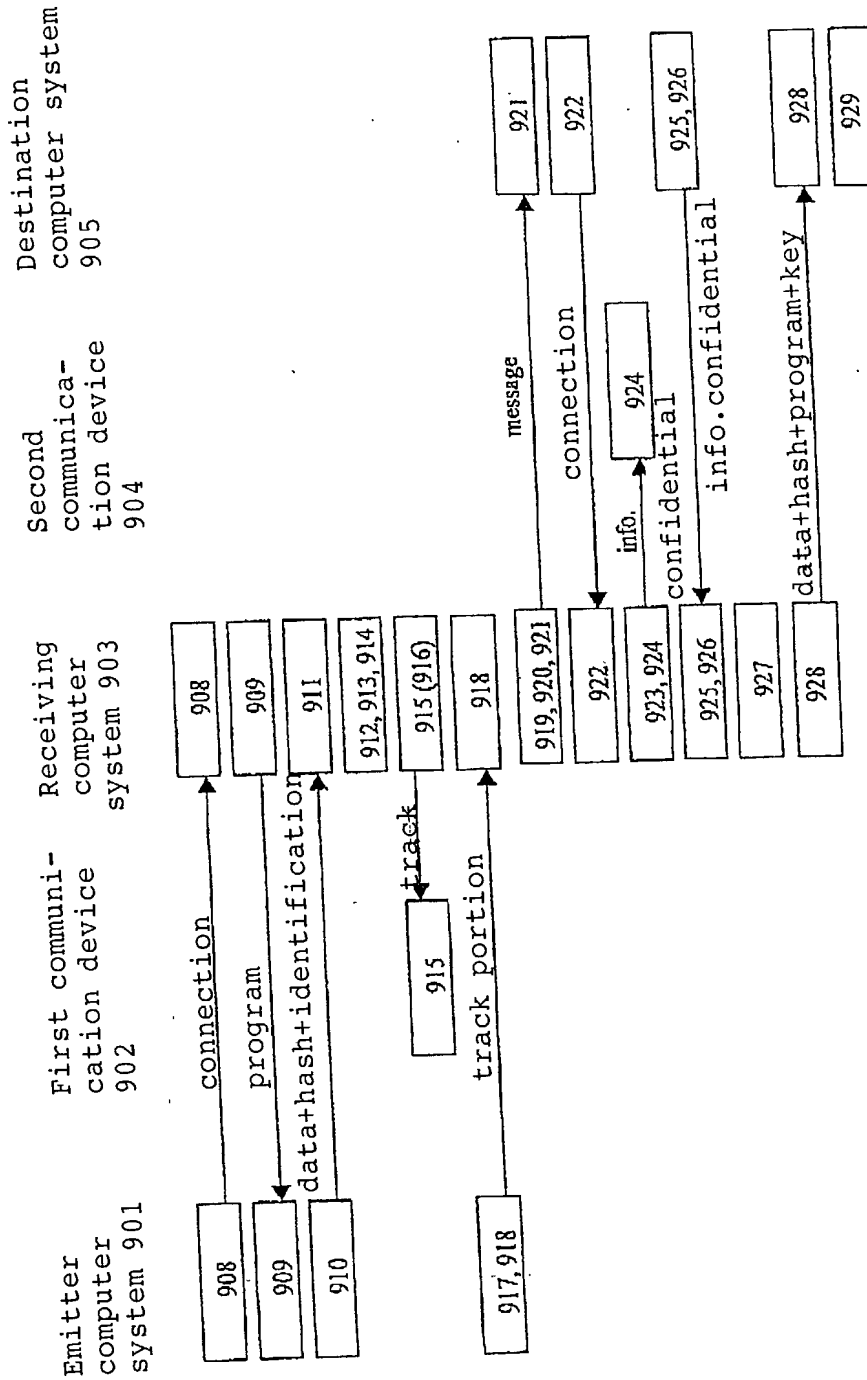 Emitter
computer
system 901
First communi-
cation device
902
Receiving
computer
system 903
Second
communica-
tion device
904
Destination
computer system
905
908
connection
908
909
program
909
910
data+hash+identification
911
912, 913, 914
915
track
915 (916)
917, 918
track portion
918
919, 920, 921
message
921
922
connection
922
923, 924
info.
confidential
924
925, 926
info.confidential
925, 926
927
928
data+hash+program+key
928
929